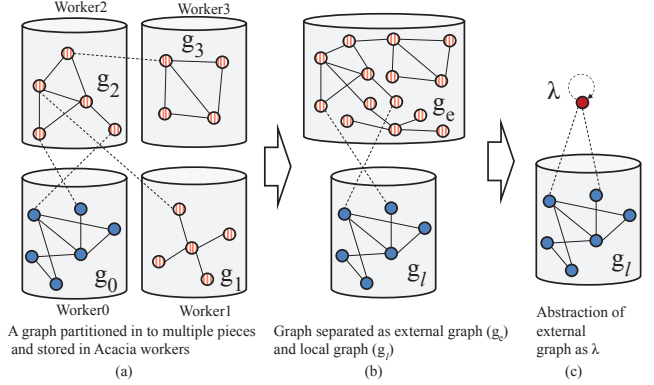 Worker2
Worker3
g2
g3
g0
g1
Worker0
Worker1
A graph partitioned in to multiple pieces
and stored in Acacia workers
(a)
ge
gl
Graph separated as external graph (ge)
and local graph (gl)
(b)
λ
gl
Abstraction of
external
graph as λ
(c)